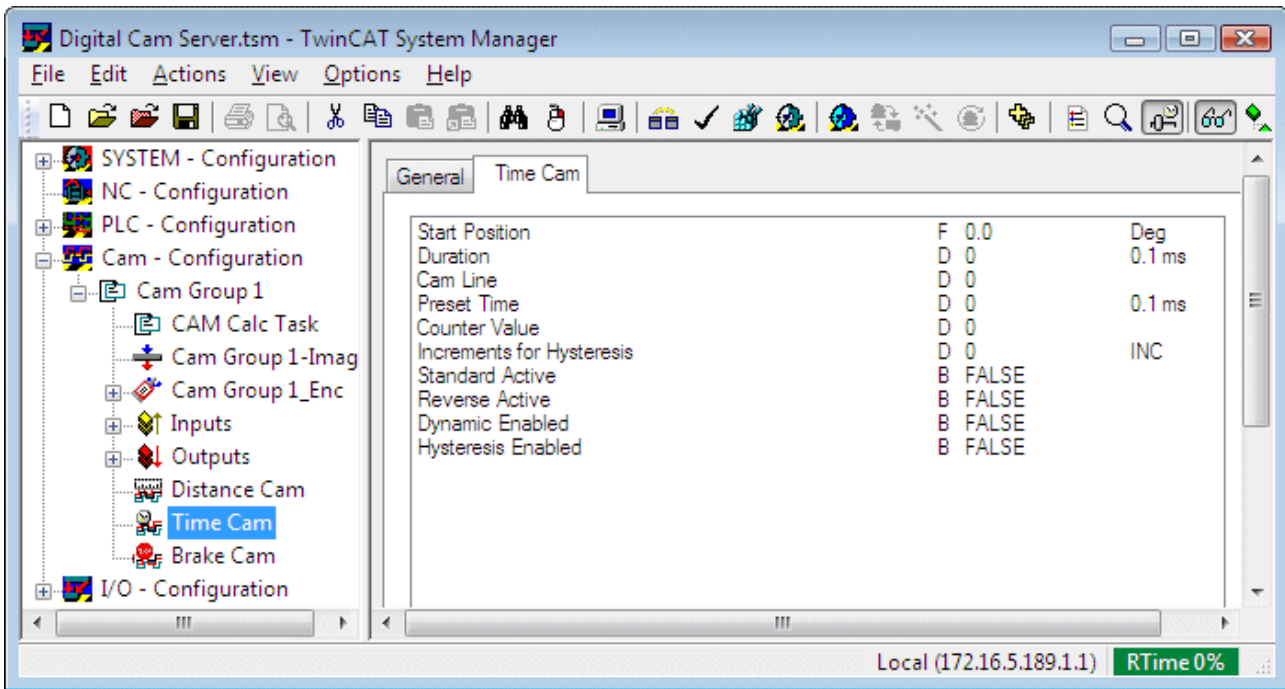 Digital Cam Server.tsm - TwinCAT System Manager
File Edit Actions View Options Help
SYSTEM - Configuration
NC - Configuration
PLC - Configuration
Cam - Configuration
Cam Group 1
CAM Calc Task
Cam Group 1-Imag
Cam Group 1_Enc
Inputs
Outputs
Distance Cam
Time Cam
Brake Cam
I/O - Configuration
General Time Cam
Start Position F 0.0 Deg
Duration D 0 0.1 ms
Cam Line D 0
Preset Time D 0 0.1 ms
Counter Value D 0
Increments for Hysteresis D 0 INC
Standard Active B FALSE
Reverse Active B FALSE
Dynamic Enabled B FALSE
Hysteresis Enabled B FALSE
Local (172.16.5.189.1.1) RTime 0%